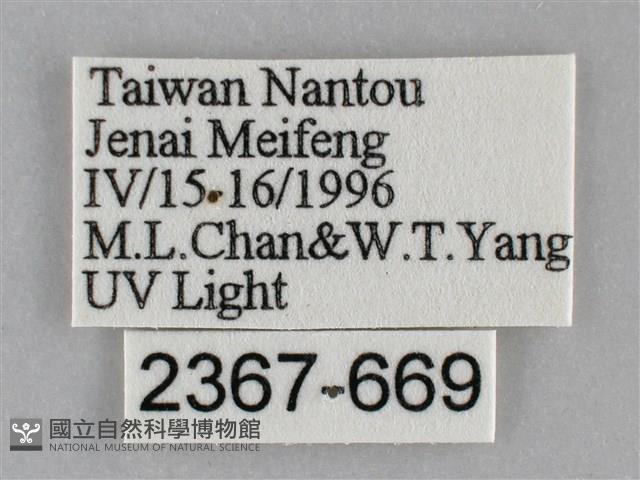 Taiwan Nantou
Jenai Meifeng
IV/15-16/1996
M.L.Chan&W.T.Yang
UV Light
2367-669
國立自然科學博物館
NATIONAL MUSEUM OF NATURAL SCIENCE